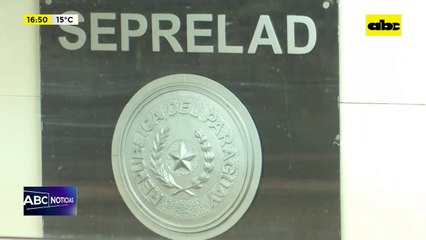 16:50 15°C
abc
SEPRELAD
REPUBLICA DEL PARAGUAY
ABC NOTICIAS